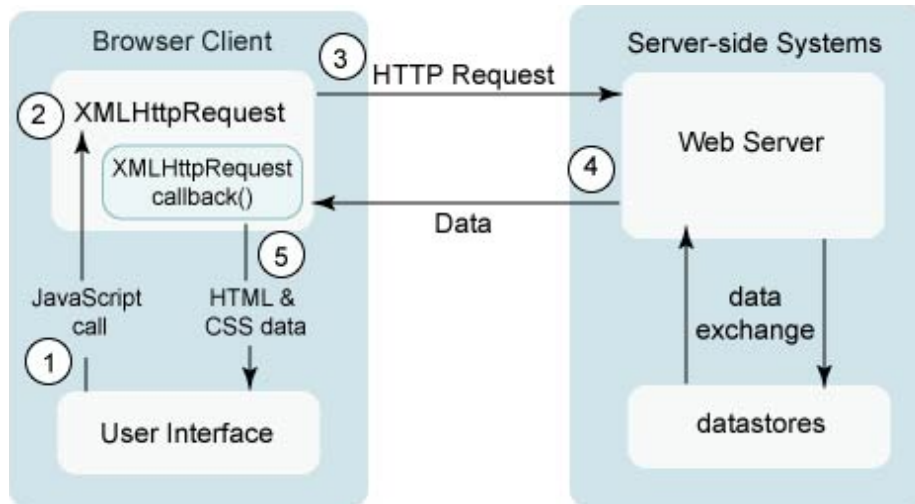 Browser Client
Server-side Systems
3
HTTP Request
2
XMLHttpRequest
XMLHttpRequest
callback()
Web Server
4
Data
5
JavaScript
call
HTML &
CSS data
data
exchange
1
User Interface
datastores